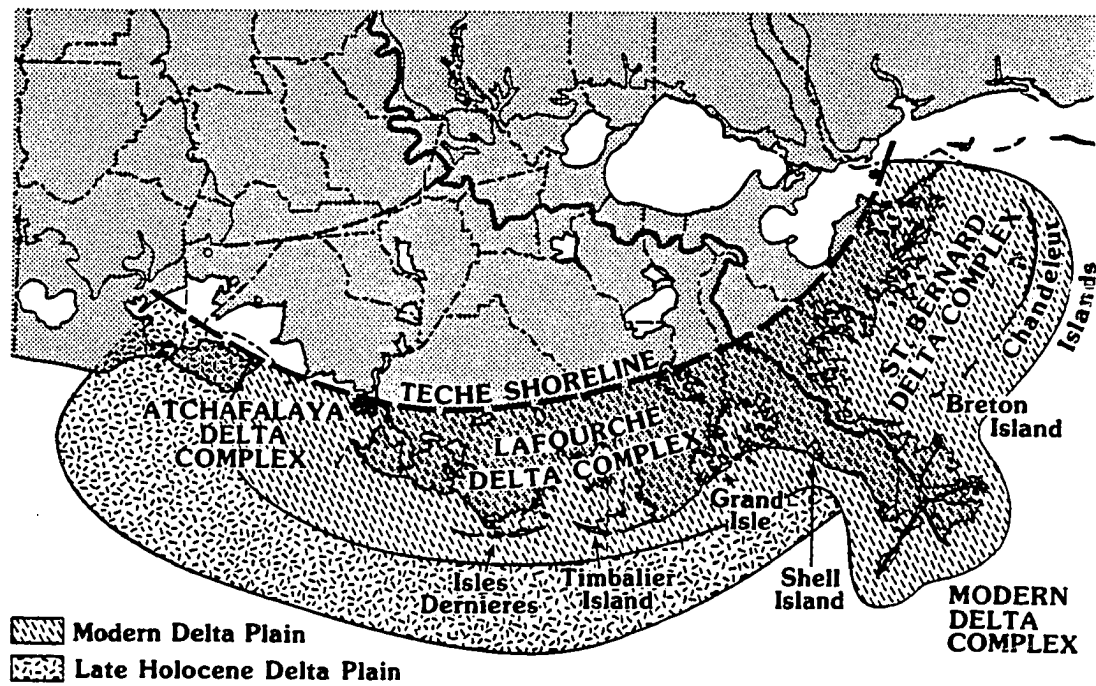 TECHE SHORELINE
ATCHAFALAYA
DELTA
COMPLEX
LAFOURCHE
DELTA COMPLEX
ST. BERNARD
DELTA COMPLEX
Chandeleur
Islands
Breton
Island
Grand
Isle
Isles
Dernieres
Timbalier
Island
Shell
Island
MODERN
DELTA
COMPLEX
Modern Delta Plain
Late Holocene Delta Plain